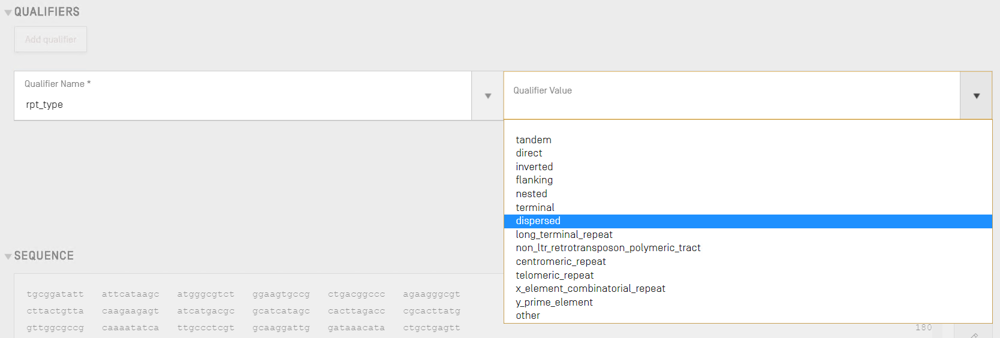 QUALIFIERS
Add qualifier
Qualifier Name *
rpt_type
Qualifier Value
tandem
direct
inverted
flanking
nested
terminal
dispersed
long_terminal_repeat
non_ltr_retrotransposon_polymeric_tract
centromeric_repeat
telomeric_repeat
x_element_combinatorial_repeat
y_prime_element
other
SEQUENCE
tgcggatatt attcataagc atgggcgtct ggaagtgccg ctgacggccc agaagggcgt
cttactgtta caagaagagt atcatgacgc gcatcatagc cacttagacc cgcacttatg
gttggcgccg caaaatatca ttgccctcgt gcaaggattg gataaacata ctgctgagtt 180